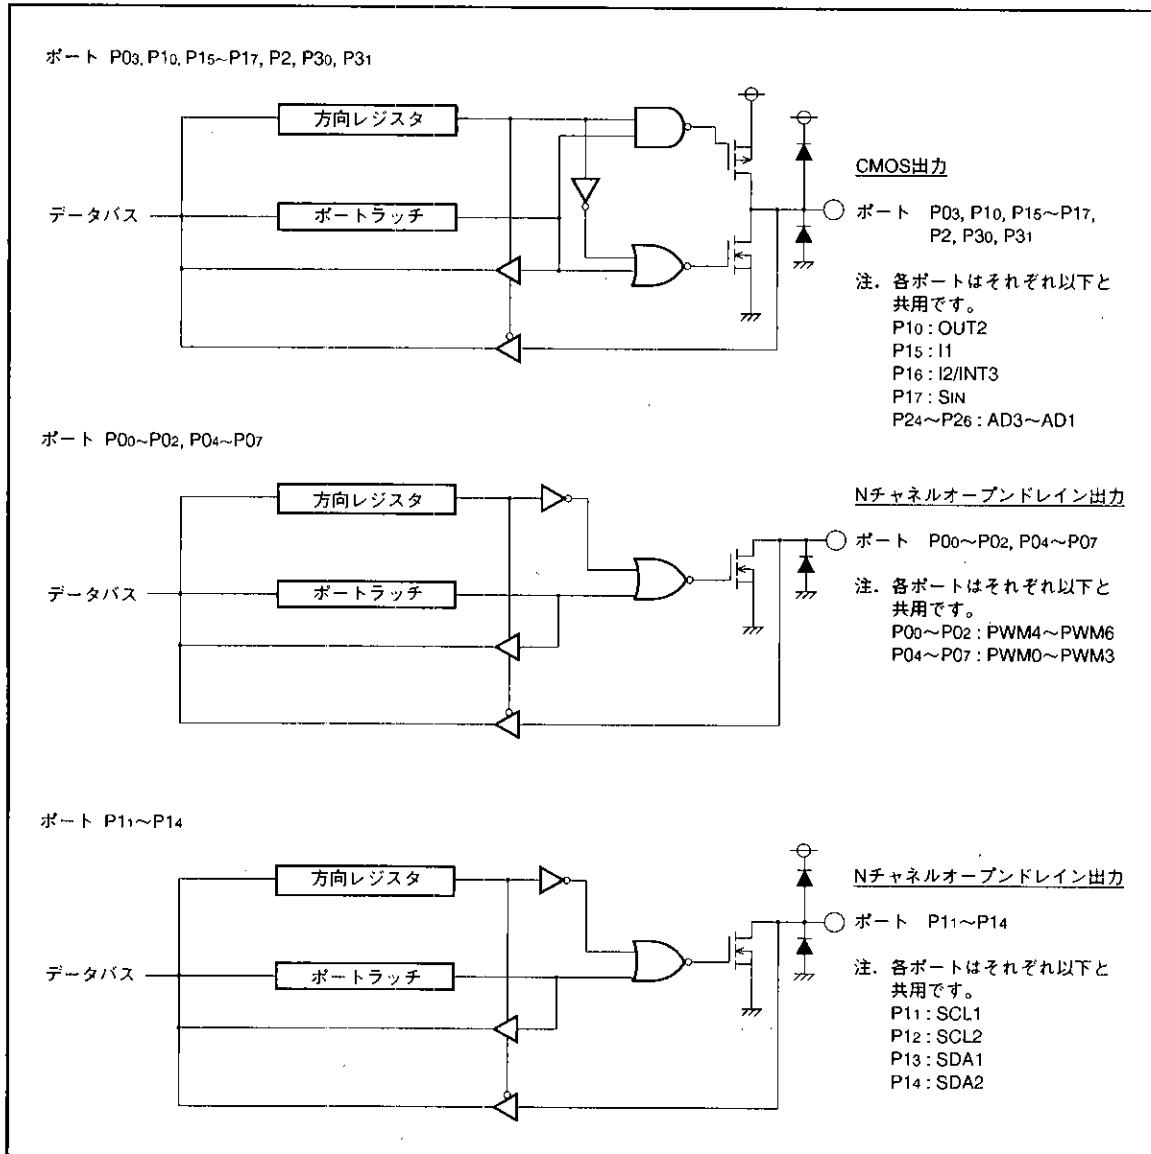 ポート P03, P10, P15~P17, P2, P30, P31
方向レジスタ
データバス
ポートラッチ
CMOS出力
ポート P03, P10, P15~P17,
P2, P30, P31
注. 各ポートはそれぞれ以下と
共用です。
P10 : OUT2
P15 : I1
P16 : I2/INT3
P17 : SIN
P24~P26 : AD3~AD1
ポート P00~P02, P04~P07
方向レジスタ
データバス
ポートラッチ
Nチャネルオープンドレイン出力
ポート P00~P02, P04~P07
注. 各ポートはそれぞれ以下と
共用です。
P00~P02 : PWM4~PWM6
P04~P07 : PWM0~PWM3
ポート P11~P14
方向レジスタ
データバス
ポートラッチ
Nチャネルオープンドレイン出力
ポート P11~P14
注. 各ポートはそれぞれ以下と
共用です。
P11 : SCL1
P12 : SCL2
P13 : SDA1
P14 : SDA2